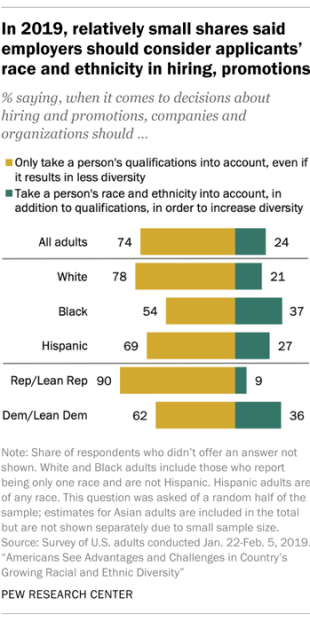 In 2019, relatively small shares said
employers should consider applicants'
race and ethnicity in hiring, promotions
% saying, when it comes to decisions about
hiring and promotions, companies and
organizations should ...
Only take a person's qualifications into account, even if
it results in less diversity
Take a person's race and ethnicity into account, in
addition to qualifications, in order to increase diversity
All adults 74 24
White 78 21
Black 54 37
Hispanic 69 27
Rep/Lean Rep 90 9
Dem/Lean Dem 62 36
Note: Share of respondents who didn't offer an answer not
shown. White and Black adults include those who report
being only one race and are not Hispanic. Hispanic adults are
of any race. This question was asked of a random half of the
sample; estimates for Asian adults are included in the total
but are not shown separately due to small sample size.
Source: Survey of U.S. adults conducted Jan. 22-Feb. 5, 2019.
"Americans See Advantages and Challenges in Country's
Growing Racial and Ethnic Diversity"
PEW RESEARCH CENTER